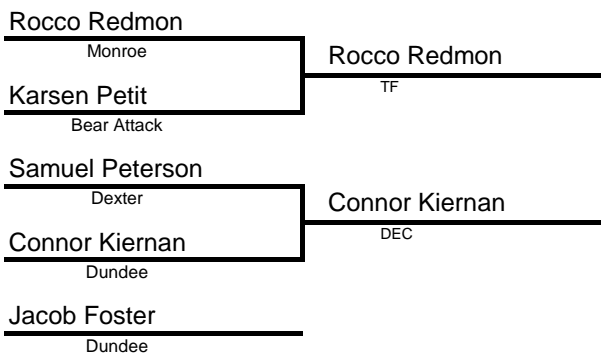 Rocco Redmon
Monroe
Rocco Redmon
TF
Karsen Petit
Bear Attack
Samuel Peterson
Dexter
Connor Kiernan
DEC
Connor Kiernan
Dundee
Jacob Foster
Dundee